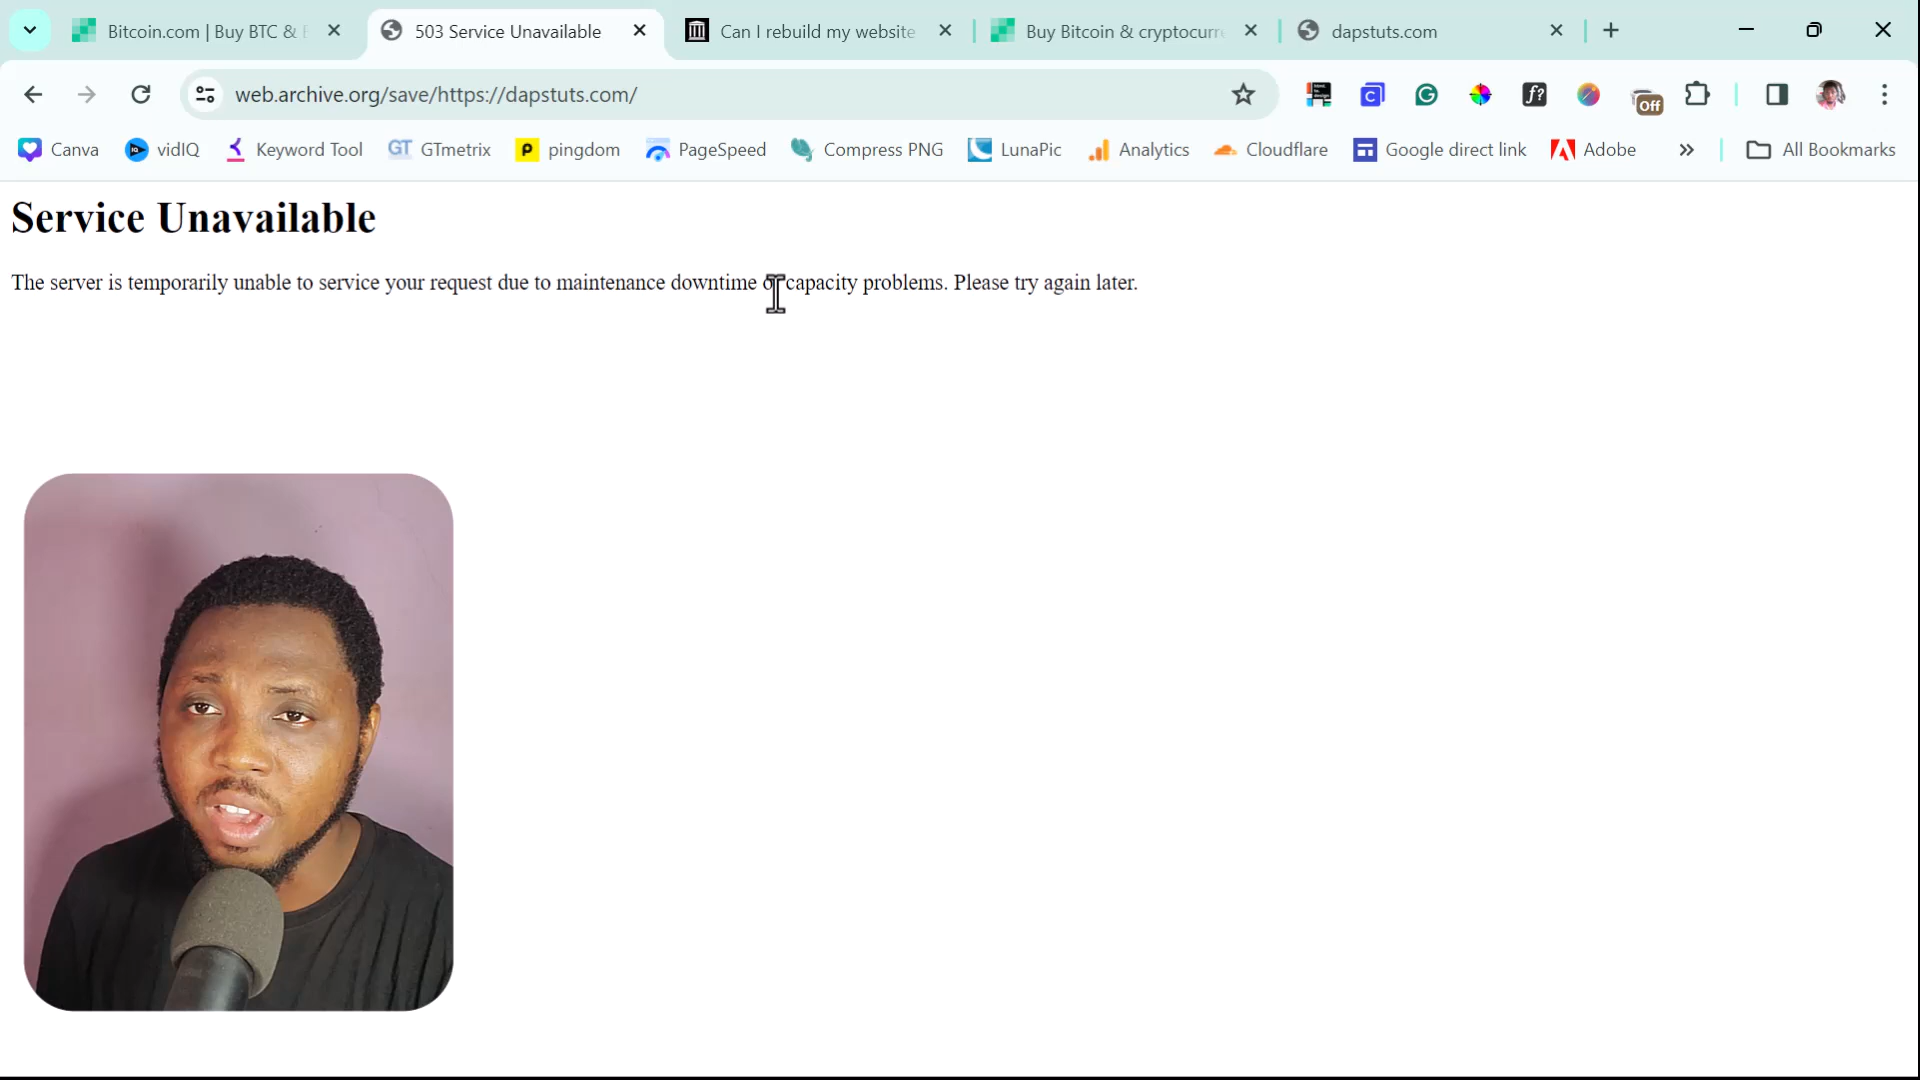 Bitcoin.com | Buy BTC &
503 Service Unavailable
Can I rebuild my website
Buy Bitcoin & cryptocurr
dapstuts.com
web.archive.org/save/https://dapstuts.com/
Off
Canva
vidIQ
Keyword Tool
GT GTmetrix
p pingdom
PageSpeed
Compress PNG
LunaPic
Analytics
Cloudflare
Google direct link
Adobe
All Bookmarks
Service Unavailable
The server is temporarily unable to service your request due to maintenance downtime or capacity problems. Please try again later.